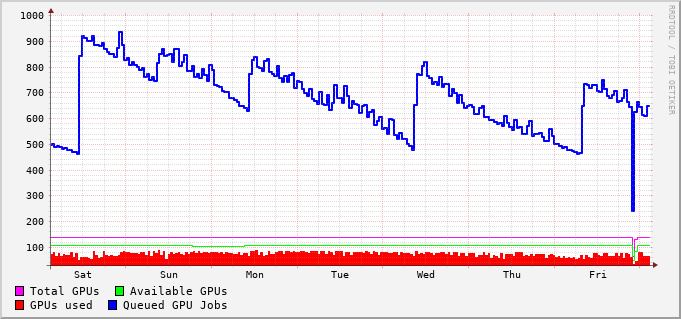 1000
900
800
700
600
500
400
300
200
100
Sat Sun Mon Tue Wed Thu Fri
Total GPUs Available GPUs
GPUs used Queued GPU Jobs
RRDTOOL / TOBI OETIKER